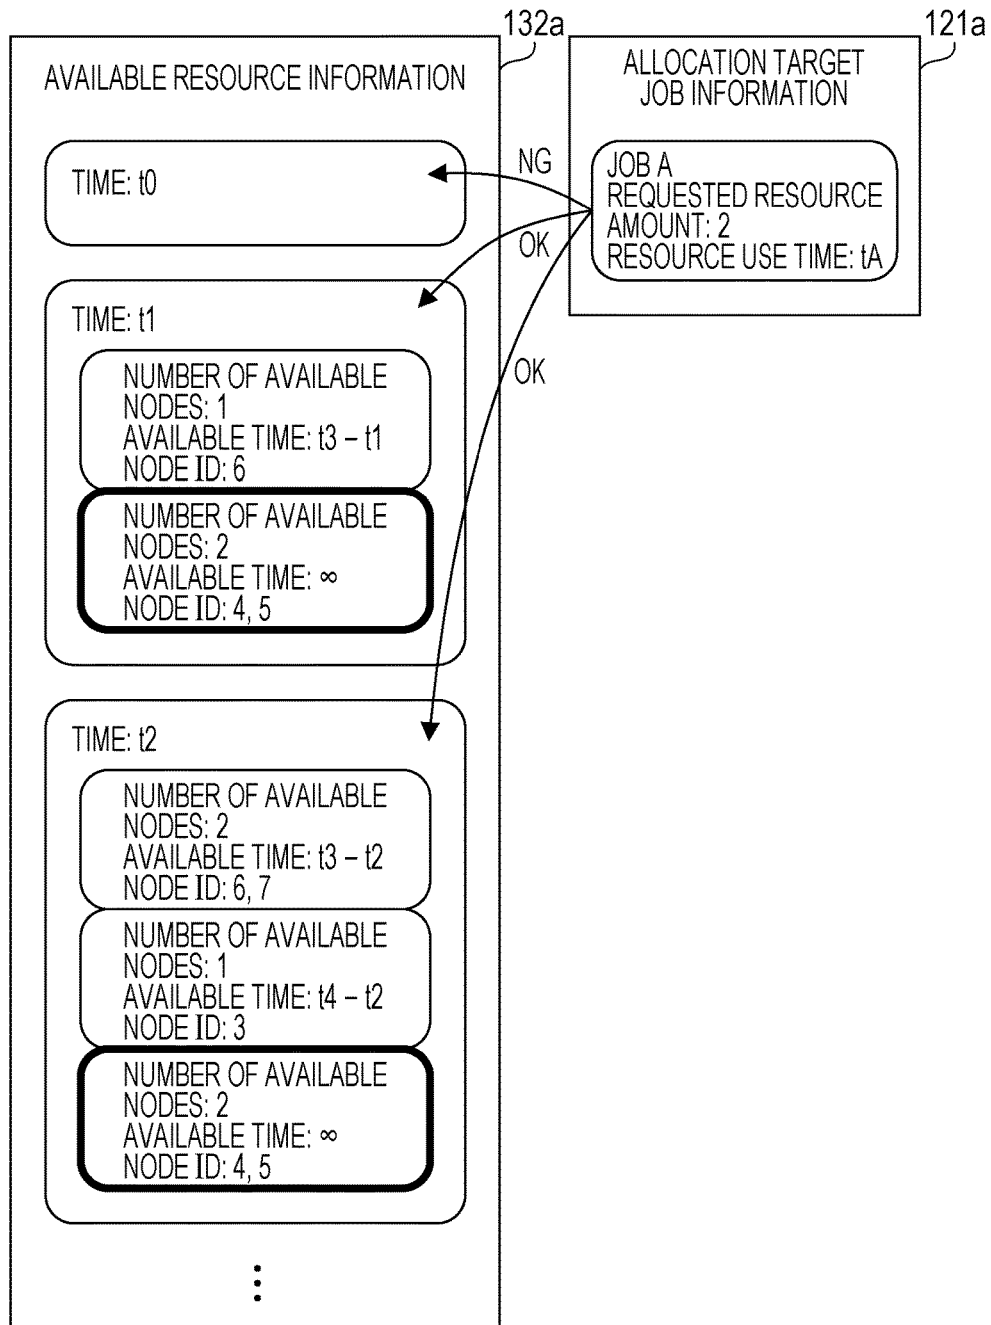 132a
AVAILABLE RESOURCE INFORMATION
TIME: t0
TIME: t1
NUMBER OF AVAILABLE
NODES: 1
AVAILABLE TIME: t3 – t1
NODE ID: 6
NUMBER OF AVAILABLE
NODES: 2
AVAILABLE TIME: ∞
NODE ID: 4, 5
TIME: t2
NUMBER OF AVAILABLE
NODES: 2
AVAILABLE TIME: t3 – t2
NODE ID: 6, 7
NUMBER OF AVAILABLE
NODES: 1
AVAILABLE TIME: t4 – t2
NODE ID: 3
NUMBER OF AVAILABLE
NODES: 2
AVAILABLE TIME: ∞
NODE ID: 4, 5
⋮
121a
ALLOCATION TARGET
JOB INFORMATION
JOB A
REQUESTED RESOURCE
AMOUNT: 2
RESOURCE USE TIME: tA
NG
OK
OK